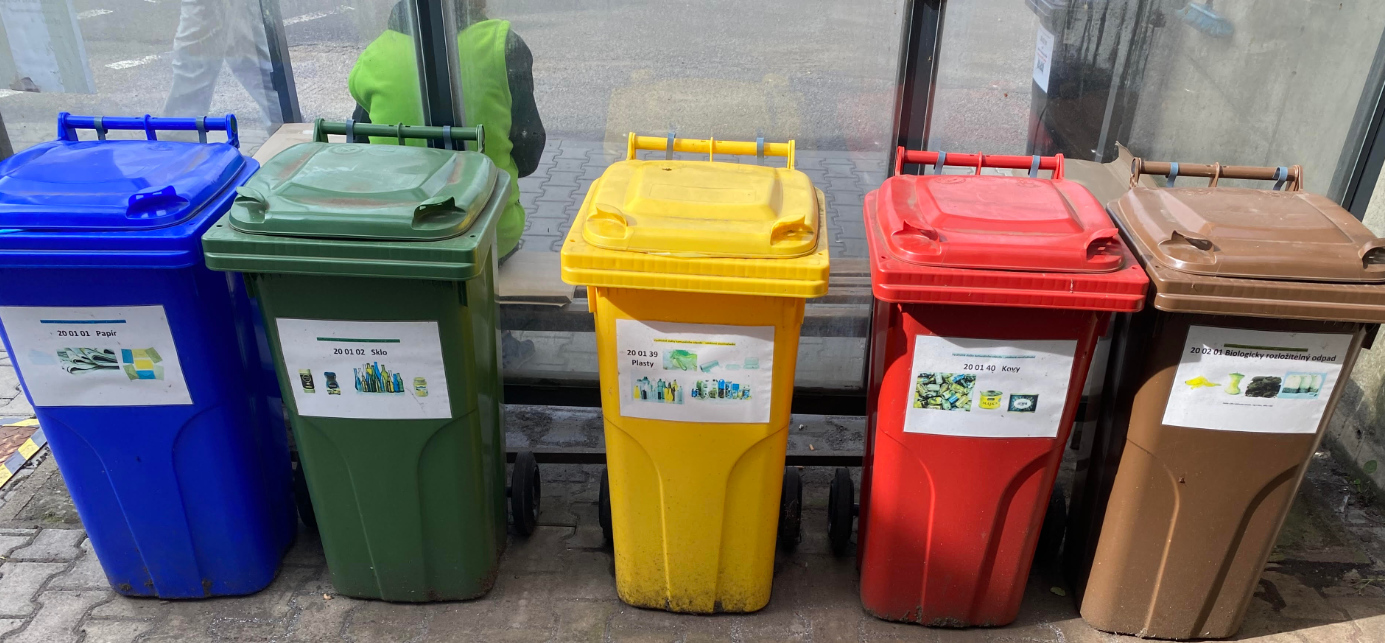 20 01 01 Papír
20 01 02 Sklo
20 01 39
Plasty
20 01 40 Kovy
20 02 01 Biologicky rozložiteľný odpad